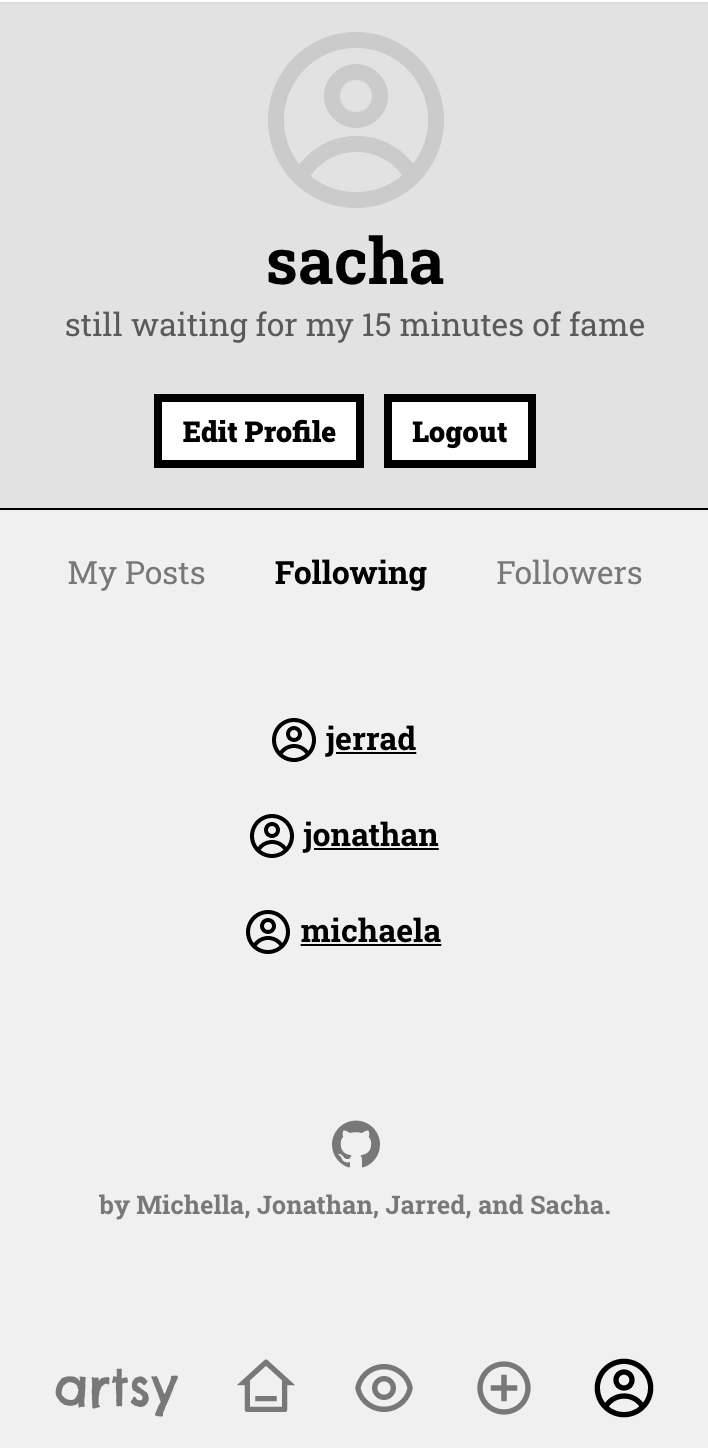 sacha
still waiting for my 15 minutes of fame
Edit Profile Logout
My Posts Following Followers
jerrad
jonathan
michaela
by Michella, Jonathan, Jarred, and Sacha.
artsy